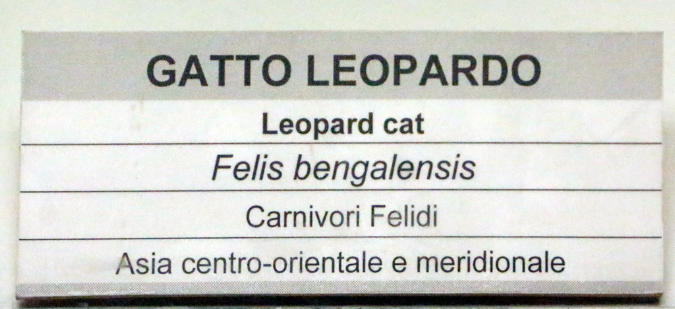 GATTO LEOPARDO
Leopard cat
Felis bengalensis
Carnivori Felidi
Asia centro-orientale e meridionale